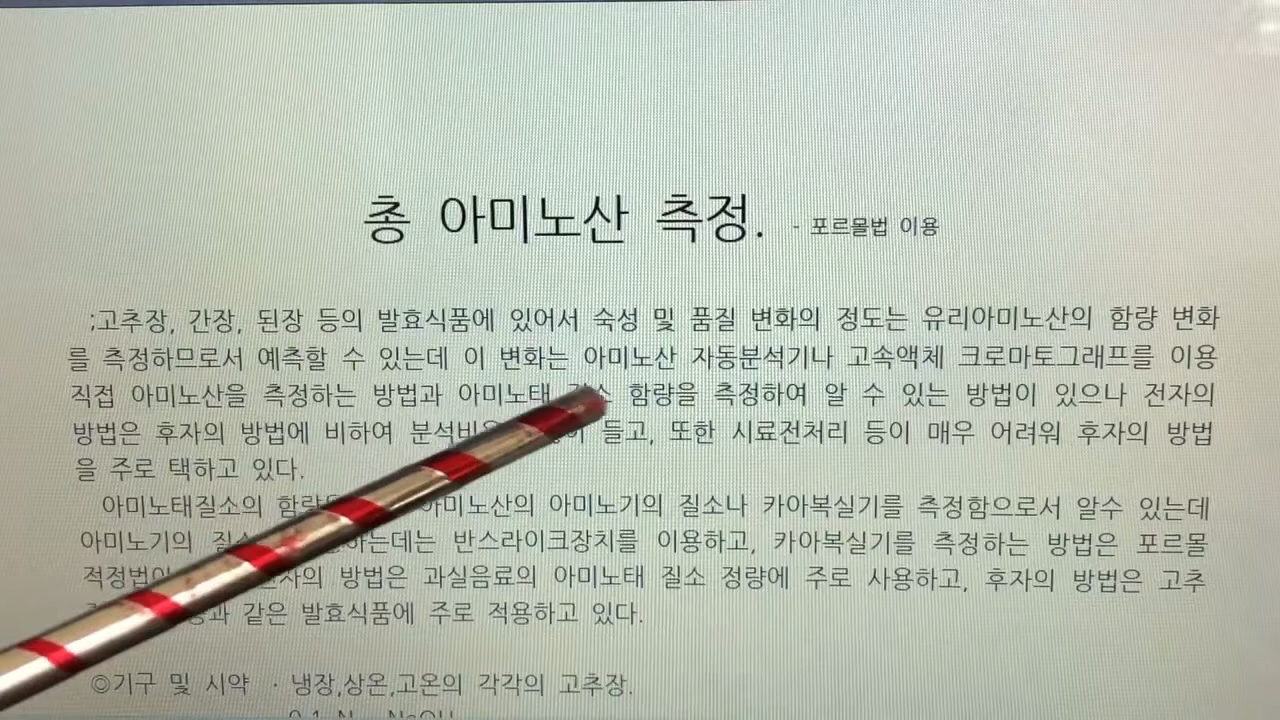 총 아미노산 측정. - 포르몰법 이용
;고추장, 간장, 된장 등의 발효식품에 있어서 숙성 및 품질 변화의 정도는 유리아미노산의 함량 변화
를 측정하므로서 예측할 수 있는데 이 변화는 아미노산 자동분석기나 고속액체 크로마토그래프를 이용
직접 아미노산을 측정하는 방법과 아미노태 함량을 측정하여 알 수 있는 방법이 있으나 전자의
방법은 후자의 방법에 비하여 들고, 또한 시료전처리 등이 매우 어려워 후자의 방법
을 주로 택하고 있다.
아미노태질소의 아미노산의 아미노기의 질소나 카아복실기를 측정함으로서 알수 있는데
아미노기의 반스라이크장치를 이용하고, 카아복실기를 측정하는 방법은 포르몰
방법은 과실음료의 아미노태 질소 정량에 주로 사용하고, 후자의 방법은 고추
같은 발효식품에 주로 적용하고 있다.
◎기구 및 시약 · 냉장,상온,고온의 각각의 고추장.